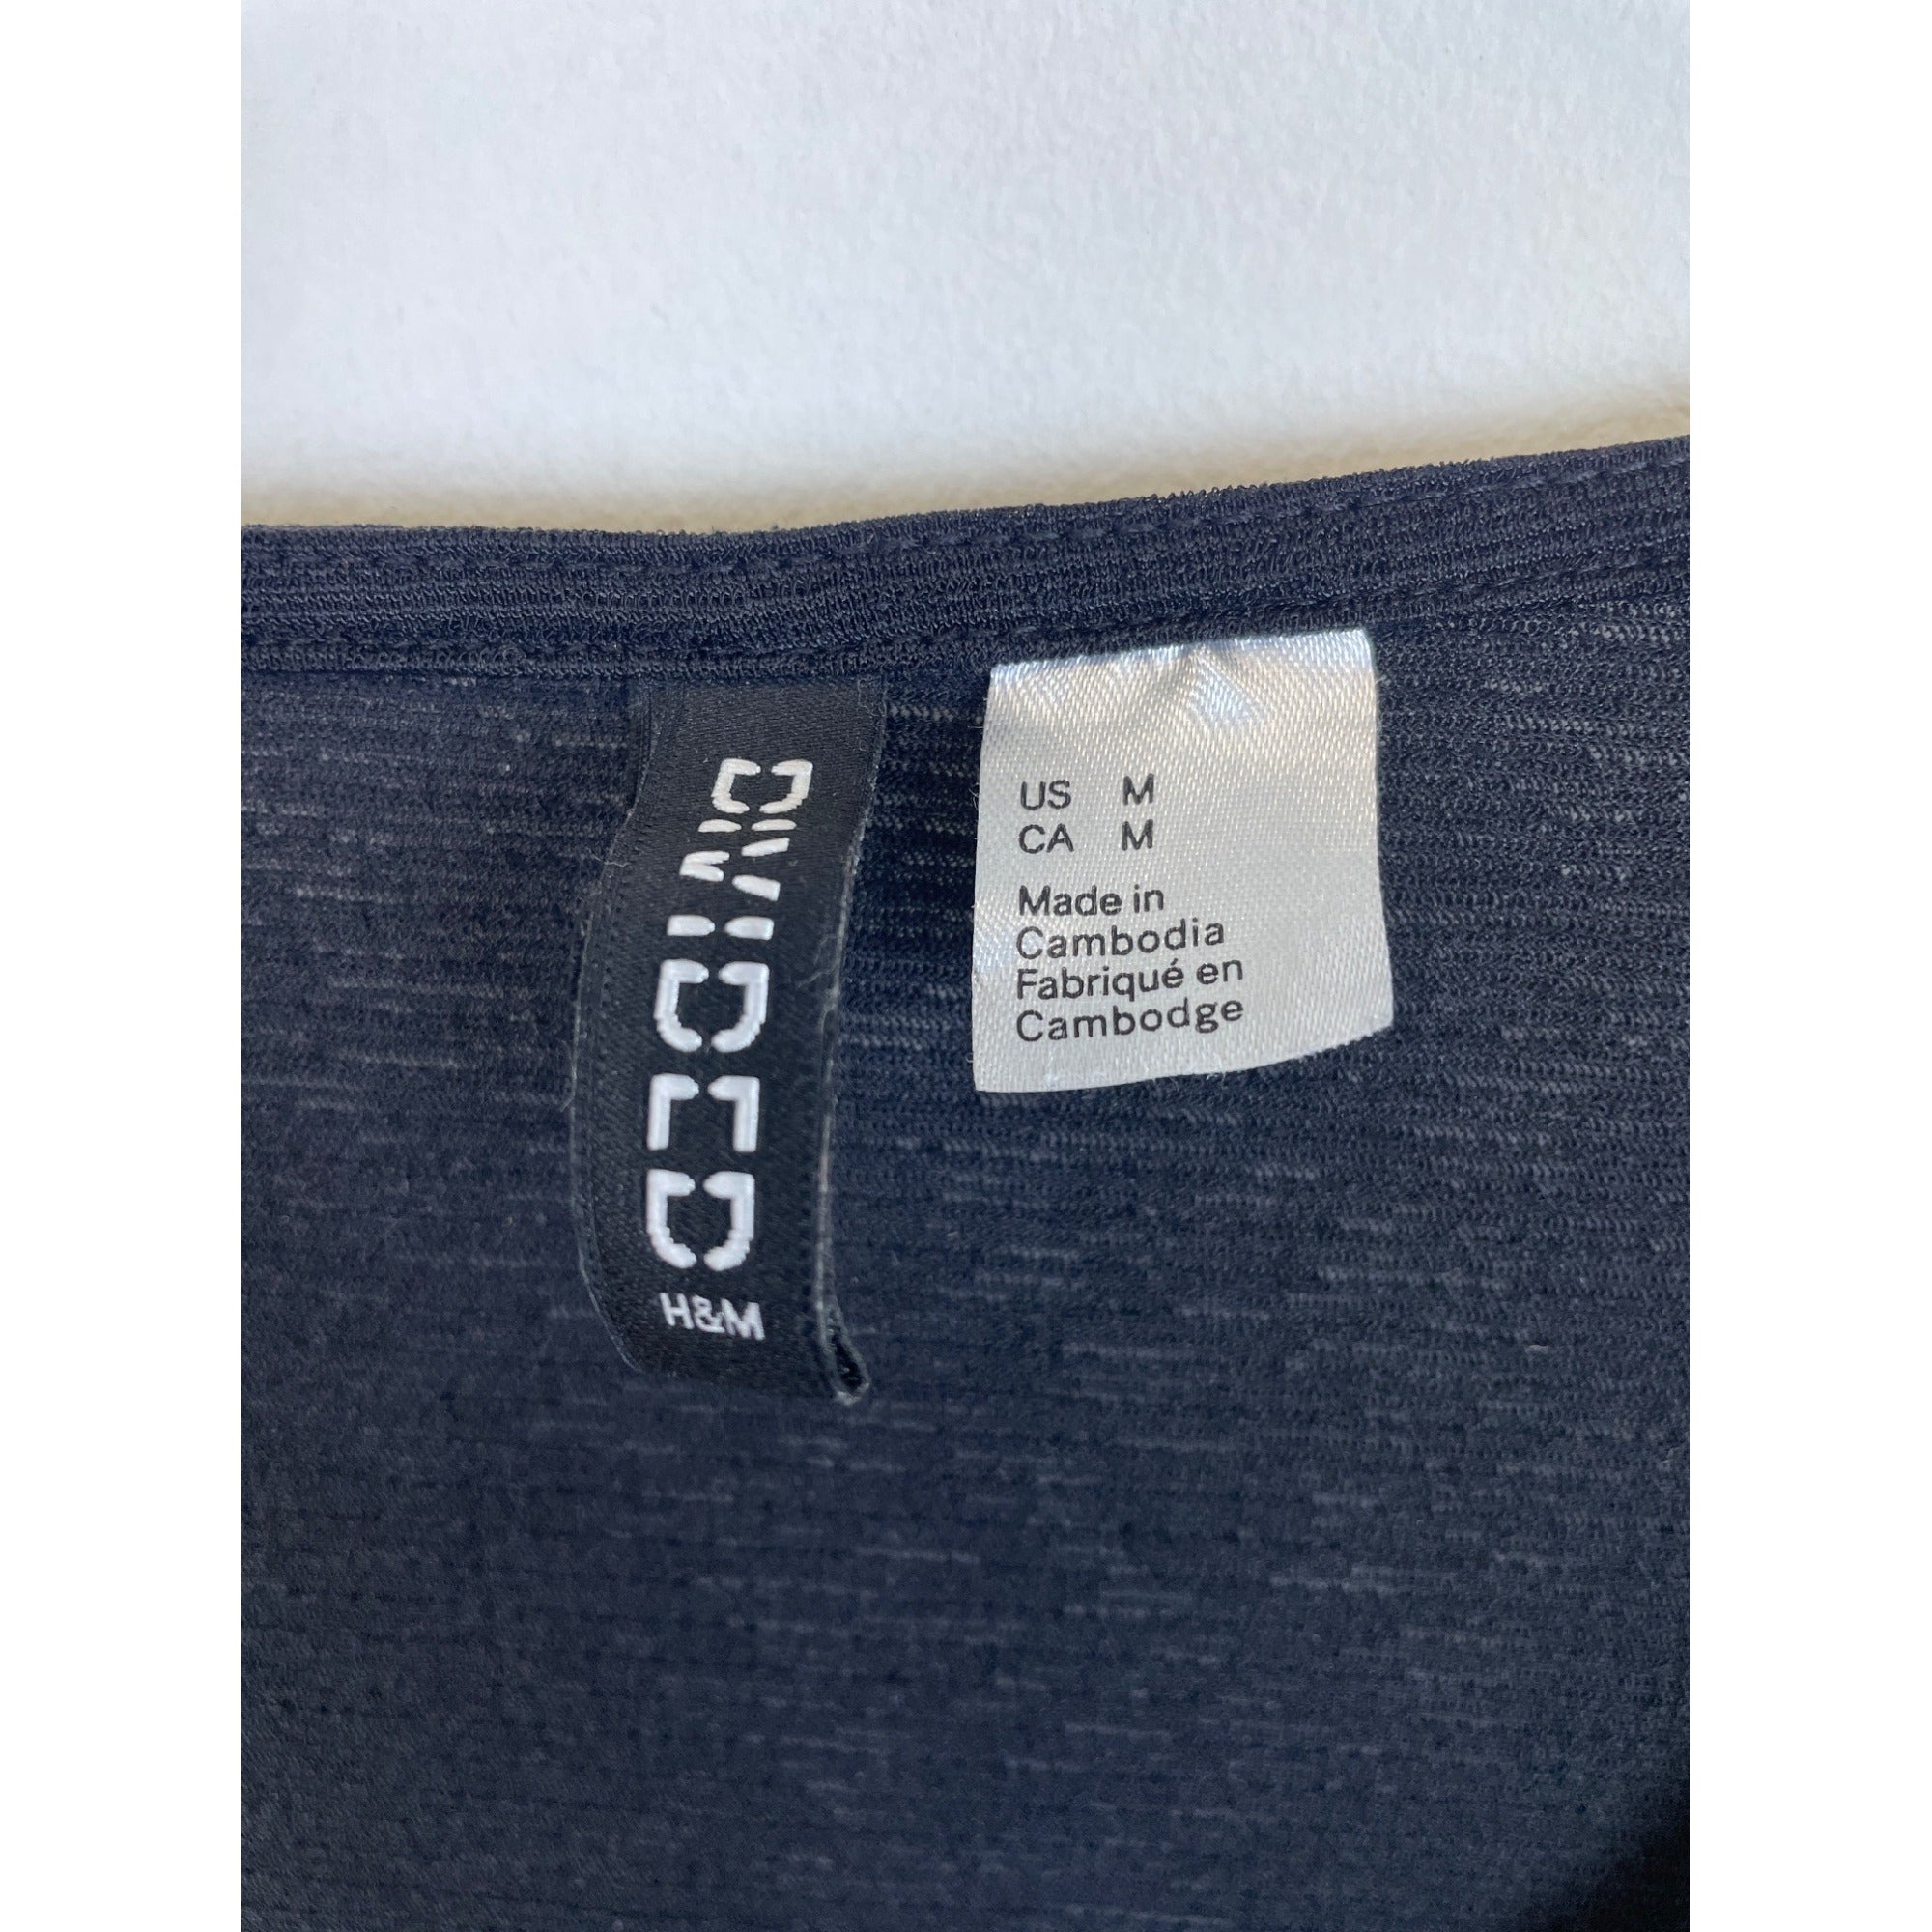 DIVIDED
H&M
US M
CA M
Made in
Cambodia
Fabriqué en
Cambodge